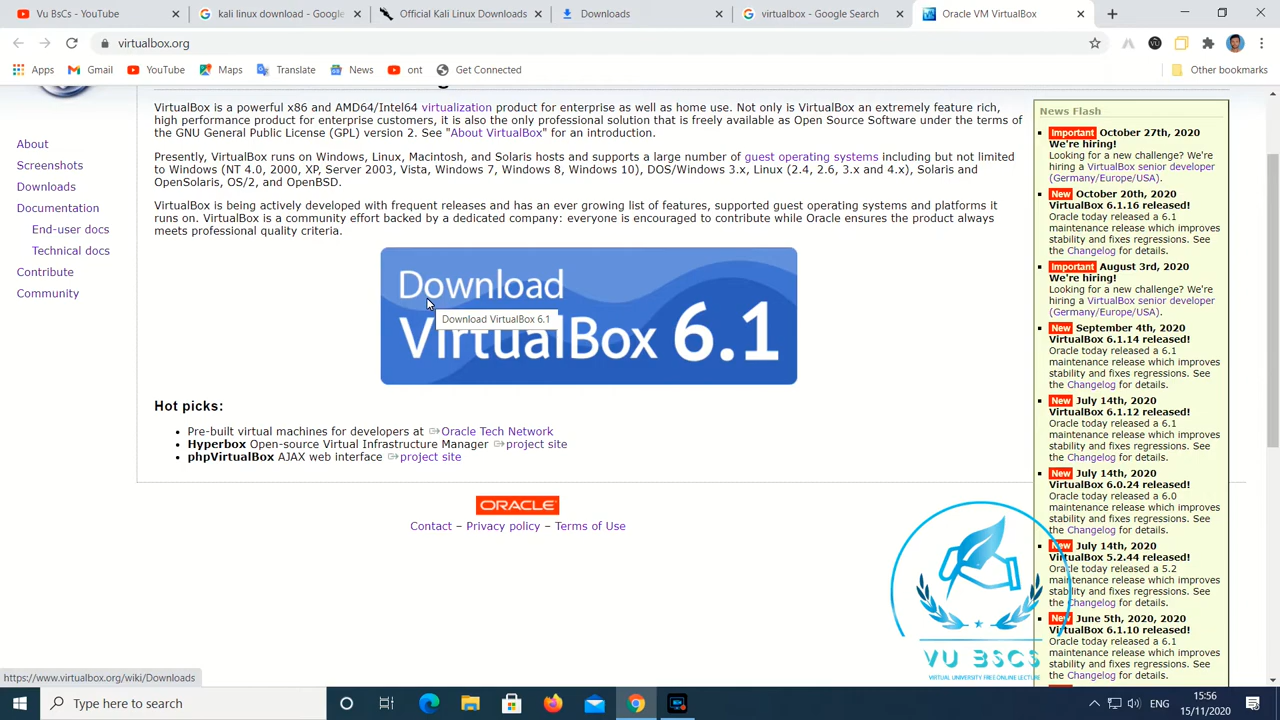 Vu BsCS - YouTube
kali linux download - Google
Official Kali Linux Downloads
Downloads
virtualbox - Google Search
Oracle VM VirtualBox
virtualbox.org
Apps
Gmail
YouTube
Maps
Translate
News
ont
Get Connected
Other bookmarks
About
Screenshots
Downloads
Documentation
End-user docs
Technical docs
Contribute
Community
VirtualBox is a powerful x86 and AMD64/Intel64 virtualization product for enterprise as well as home use. Not only is VirtualBox an extremely feature rich,
high performance product for enterprise customers, it is also the only professional solution that is freely available as Open Source Software under the terms
of the GNU General Public License (GPL) version 2. See "About VirtualBox" for an introduction.
Presently, VirtualBox runs on Windows, Linux, Macintosh, and Solaris hosts and supports a large number of guest operating systems including but not limited
to Windows (NT 4.0, 2000, XP, Server 2003, Vista, Windows 7, Windows 8, Windows 10), DOS/Windows 3.x, Linux (2.4, 2.6, 3.x and 4.x), Solaris and
OpenSolaris, OS/2, and OpenBSD.
VirtualBox is being actively developed with frequent releases and has an ever growing list of features, supported guest operating systems and platforms it
runs on. VirtualBox is a community effort backed by a dedicated company: everyone is encouraged to contribute while Oracle ensures the product always
meets professional quality criteria.
Download
Download VirtualBox 6.1
VirtualBox 6.1
Hot picks:
Pre-built virtual machines for developers at Oracle Tech Network
Hyperbox Open-source Virtual Infrastructure Manager project site
phpVirtualBox AJAX web interface project site
ORACLE
Contact – Privacy policy – Terms of Use
News Flash
Important October 27th, 2020
We're hiring!
Looking for a new challenge? We're
hiring a VirtualBox senior developer
(Germany/Europe/USA).
New October 20th, 2020
VirtualBox 6.1.16 released!
Oracle today released a 6.1
maintenance release which improves
stability and fixes regressions. See
the Changelog for details.
Important August 3rd, 2020
We're hiring!
Looking for a new challenge? We're
hiring a VirtualBox senior developer
(Germany/Europe/USA).
New September 4th, 2020
VirtualBox 6.1.14 released!
Oracle today released a 6.1
maintenance release which improves
stability and fixes regressions. See
the Changelog for details.
New July 14th, 2020
VirtualBox 6.1.12 released!
Oracle today released a 6.1
maintenance release which improves
stability and fixes regressions. See
the Changelog for details.
New July 14th, 2020
VirtualBox 6.0.24 released!
Oracle today released a 6.0
maintenance release which improves
stability and fixes regressions. See
the Changelog for details.
New July 14th, 2020
VirtualBox 5.2.44 released!
Oracle today released a 5.2
maintenance release which improves
stability and fixes regressions. See
the Changelog for details.
New June 5th, 2020, 2020
VirtualBox 6.1.10 released!
Oracle today released a 6.1
maintenance release which improves
stability and fixes regressions. See
the Changelog for details.
VU BSCS
VIRTUAL UNIVERSITY FREE ONLINE LECTURE
https://www.virtualbox.org/wiki/Downloads
Type here to search
ENG
15:56
15/11/2020